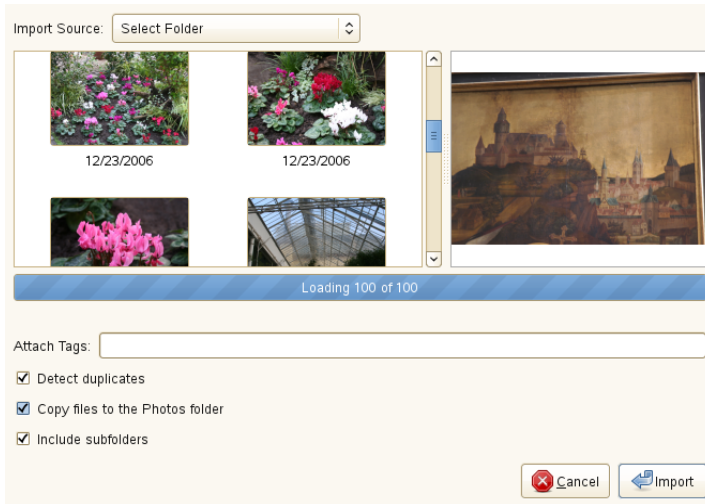 Import Source: Select Folder
12/23/2006 12/23/2006
Loading 100 of 100
Attach Tags:
Detect duplicates
Copy files to the Photos folder
Include subfolders
Cancel Import